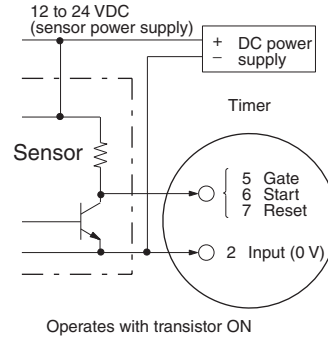 12 to 24 VDC
(sensor power supply)
+ DC power
− supply
Timer
Sensor
5 Gate
6 Start
7 Reset
2 Input (0 V)
Operates with transistor ON